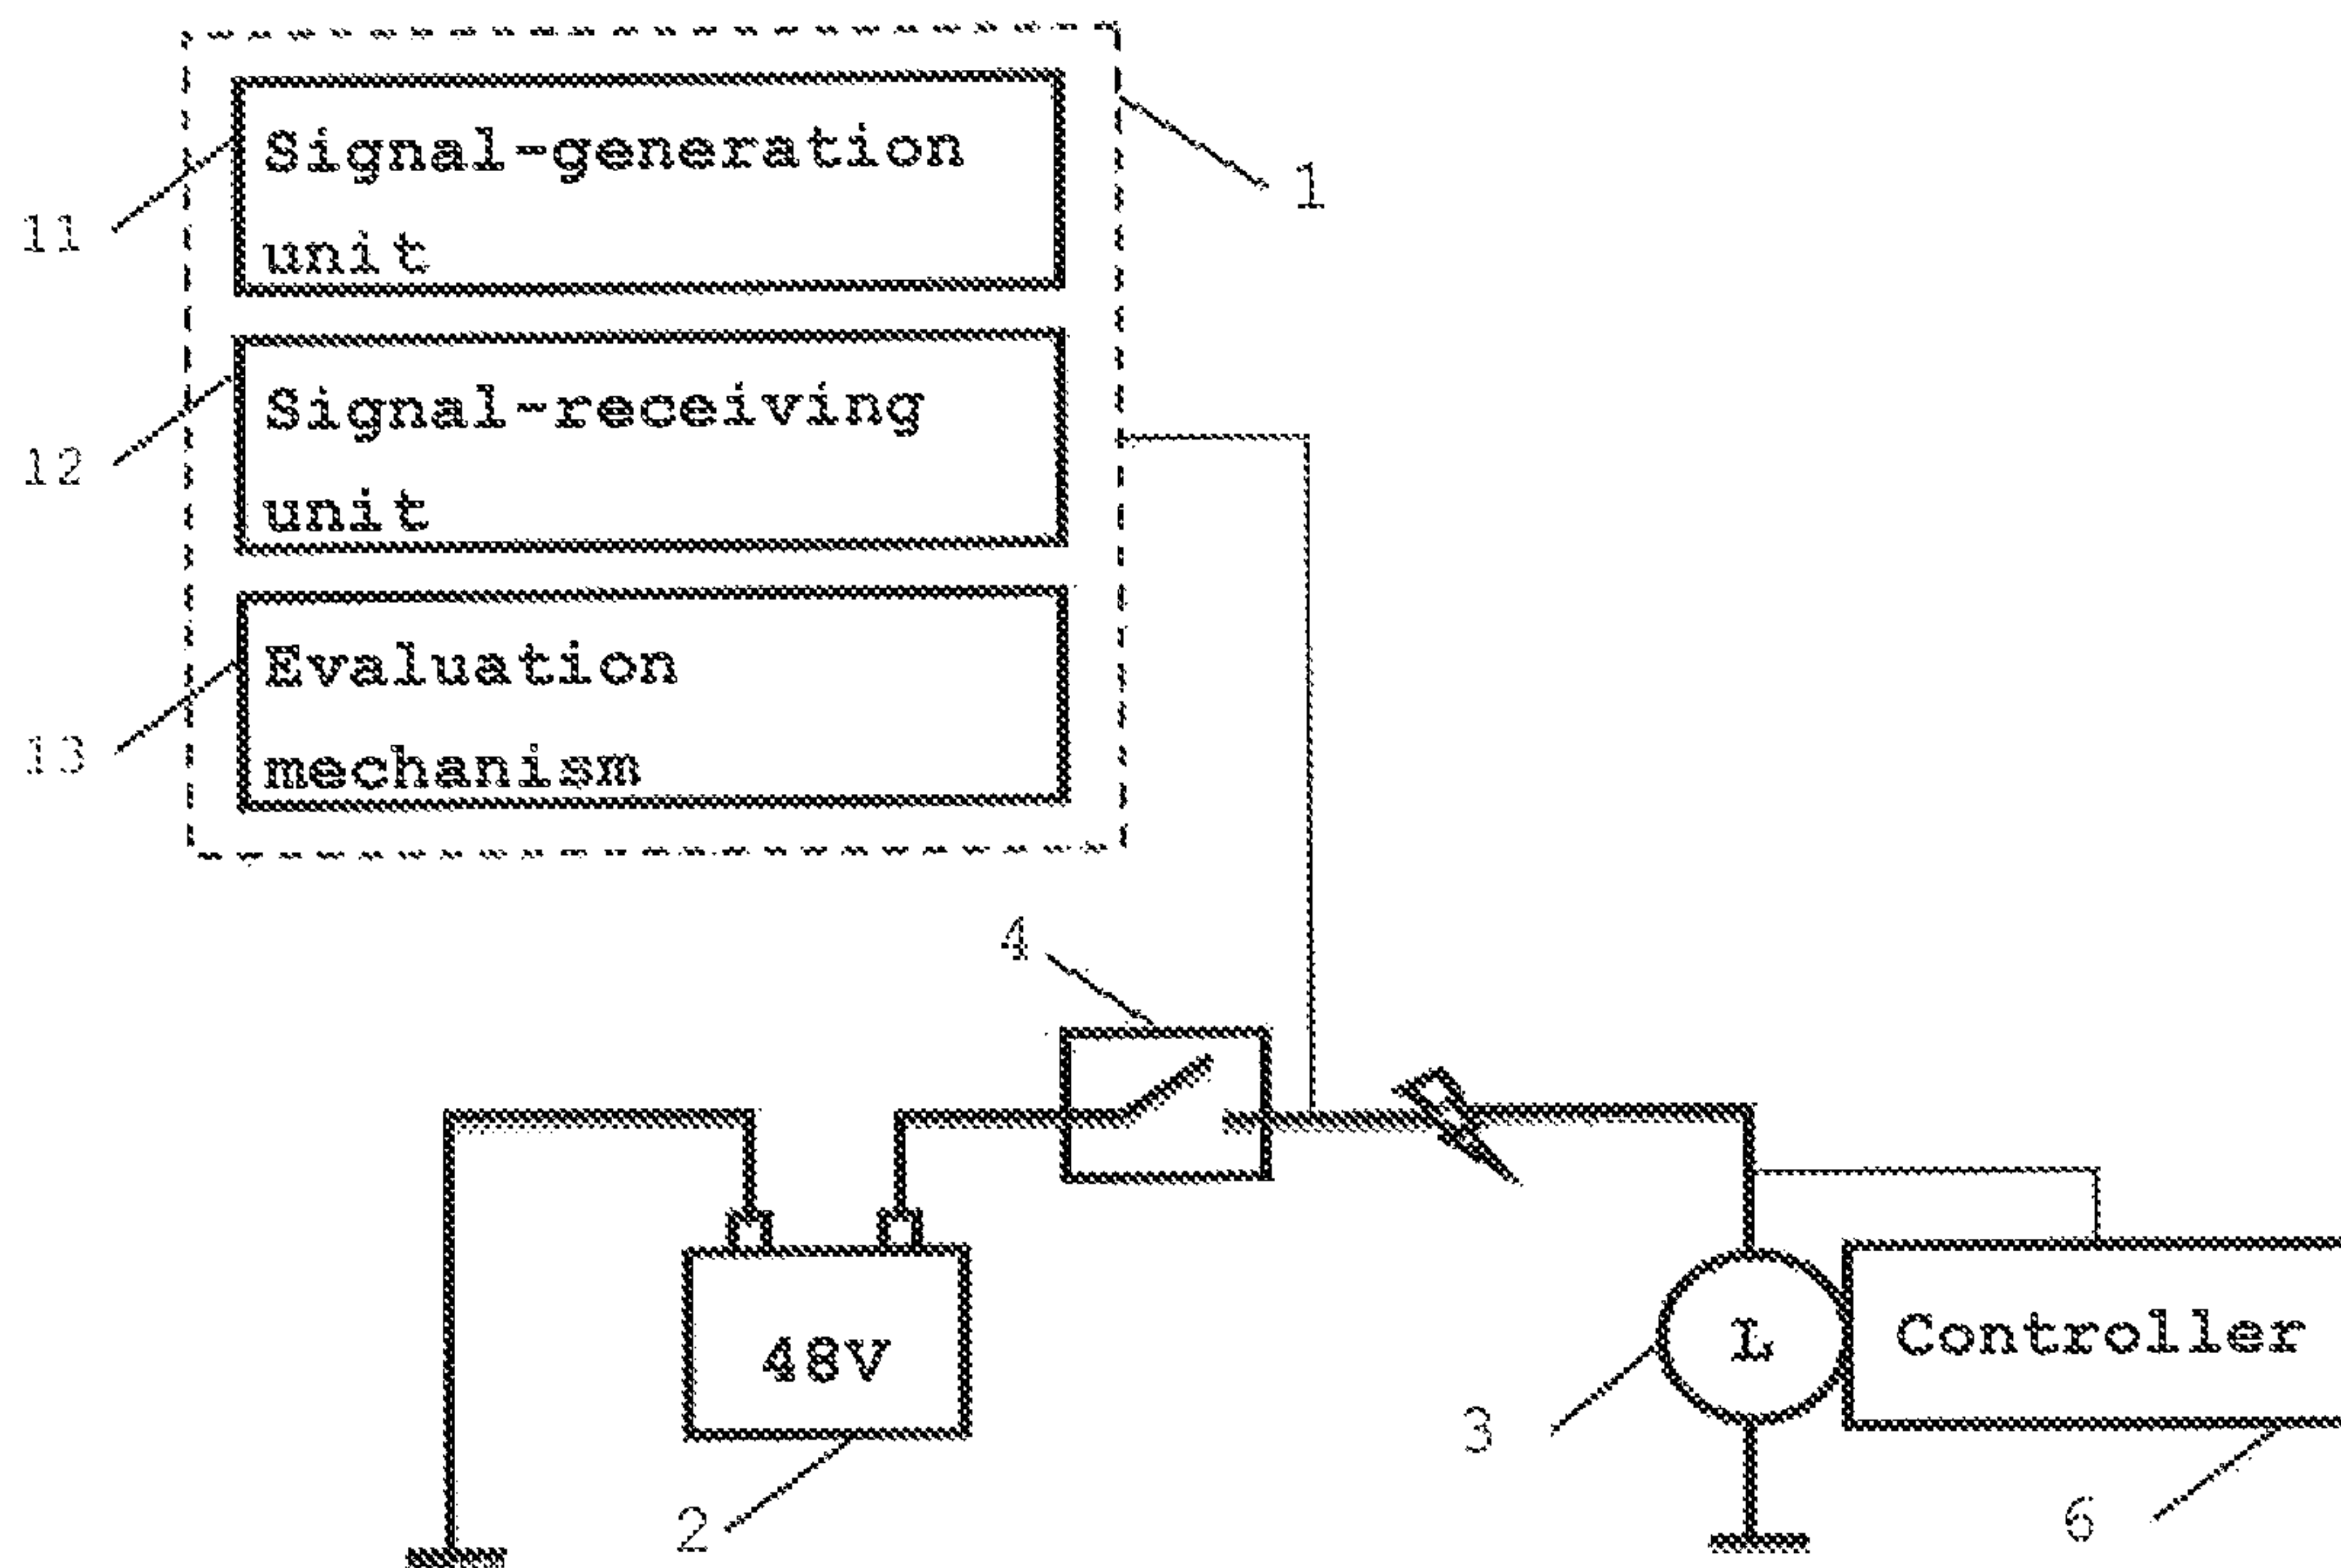 Signal-generation
unit
11
1
Signal-receiving
unit
12
Evaluation
mechanism
13
4
48V
L
Controller
3
2
6